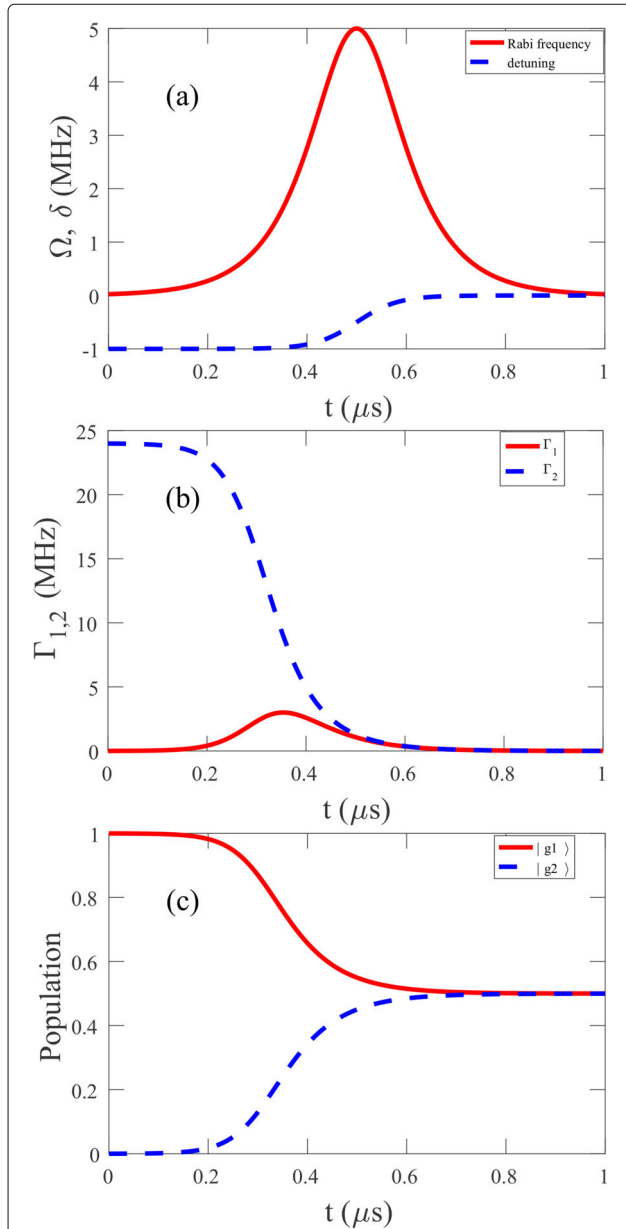 5
Rabi frequency
detuning
4
(a)
3
2
1
0
-1
Ω, δ (MHz)
0
0.2
0.4
0.6
0.8
1
t (μs)
25
Γ₁
Γ₂
20
(b)
15
10
5
0
Γ₁,₂ (MHz)
0
0.2
0.4
0.6
0.8
1
t (μs)
1
| g1 ⟩
| g2 ⟩
0.8
(c)
0.6
0.4
0.2
0
Population
0
0.2
0.4
0.6
0.8
1
t (μs)